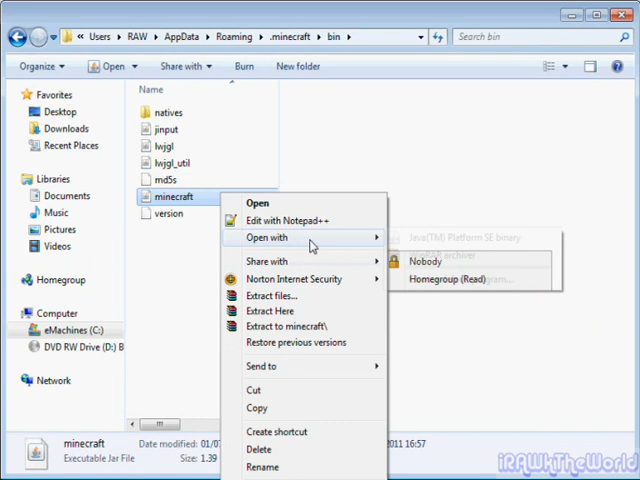 « Users ▸ RAW ▸ AppData ▸ Roaming ▸ .minecraft ▸ bin ▸
Search bin
Organize
Open
Share with
Burn
New folder
Favorites
Desktop
Downloads
Recent Places
Libraries
Documents
Music
Pictures
Videos
Homegroup
Computer
eMachines (C:)
DVD RW Drive (D:) B
Network
Name
natives
jinput
lwjgl
lwjgl_util
md5s
minecraft
version
Open
Edit with Notepad++
Open with
Share with
Norton Internet Security
Extract files...
Extract Here
Extract to minecraft\
Restore previous versions
Send to
Cut
Copy
Create shortcut
Delete
Rename
Java(TM) Platform SE binary
WinRAR archiver
Nobody
Homegroup (Read)
minecraft
Date modified: 01/07
2011 16:57
Executable Jar File
Size: 1.39
iRAWkTheWorld